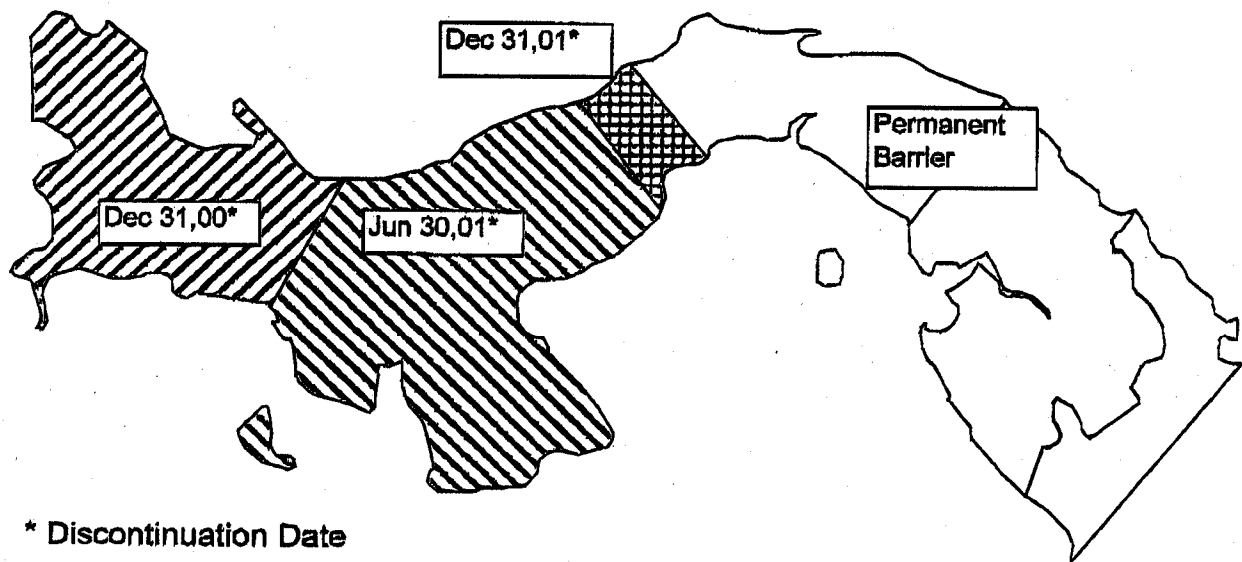 Dec 31,01*
Permanent
Barrier
Dec 31,00*
Jun 30,01*
* Discontinuation Date